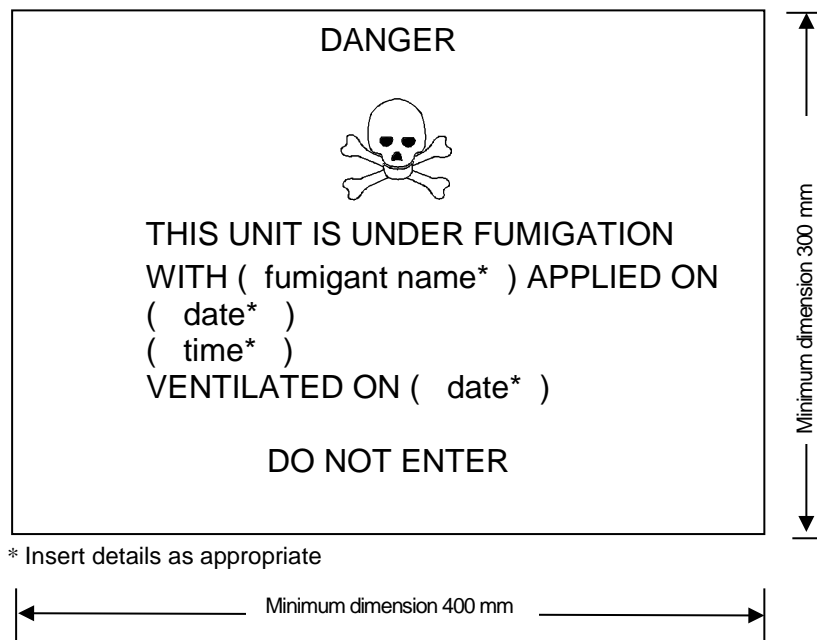 DANGER
THIS UNIT IS UNDER FUMIGATION
WITH ( fumigant name* ) APPLIED ON
( date* )
( time* )
VENTILATED ON ( date* )
DO NOT ENTER
Minimum dimension 300 mm
* Insert details as appropriate
Minimum dimension 400 mm